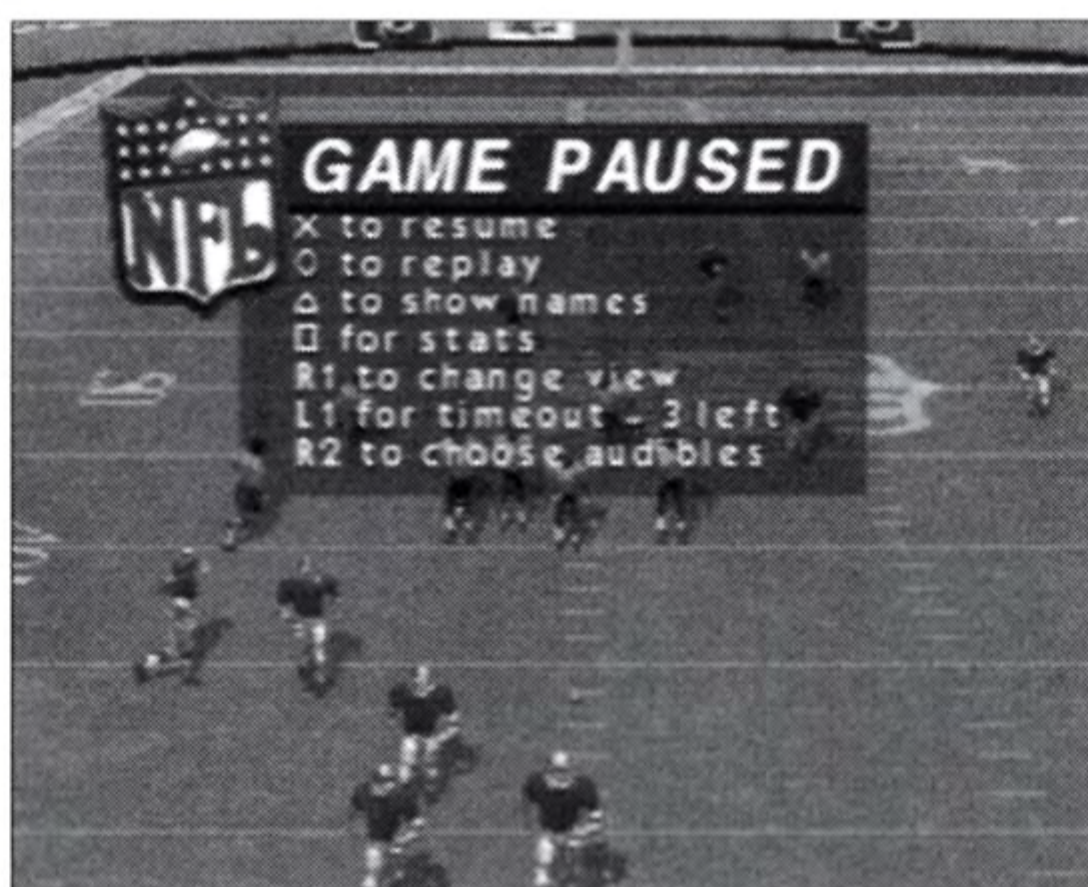 NFL
GAME PAUSED
X to resume
O to replay
△ to show names
□ for stats
R1 to change view
L1 for timeout - 3 left
R2 to choose audibles